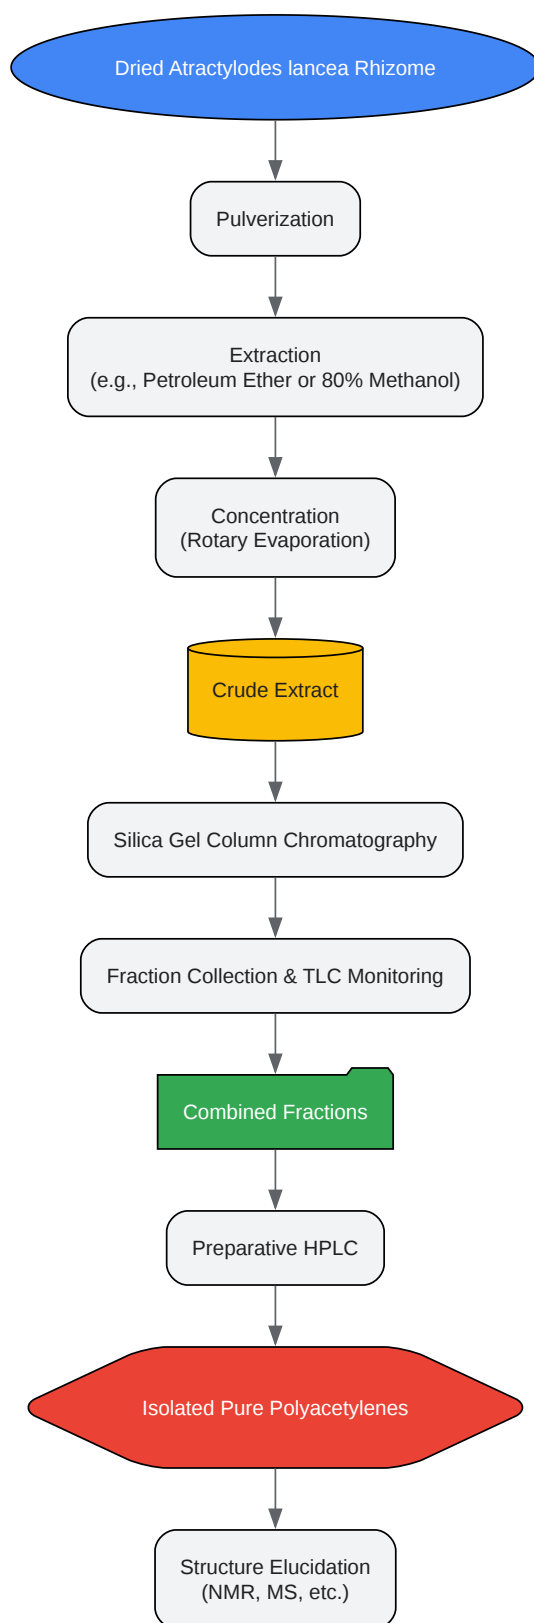 Dried Atractylodes lancea Rhizome
Pulverization
Extraction
(e.g., Petroleum Ether or 80% Methanol)
Concentration
(Rotary Evaporation)
Crude Extract
Silica Gel Column Chromatography
Fraction Collection & TLC Monitoring
Combined Fractions
Preparative HPLC
Isolated Pure Polyacetylenes
Structure Elucidation
(NMR, MS, etc.)